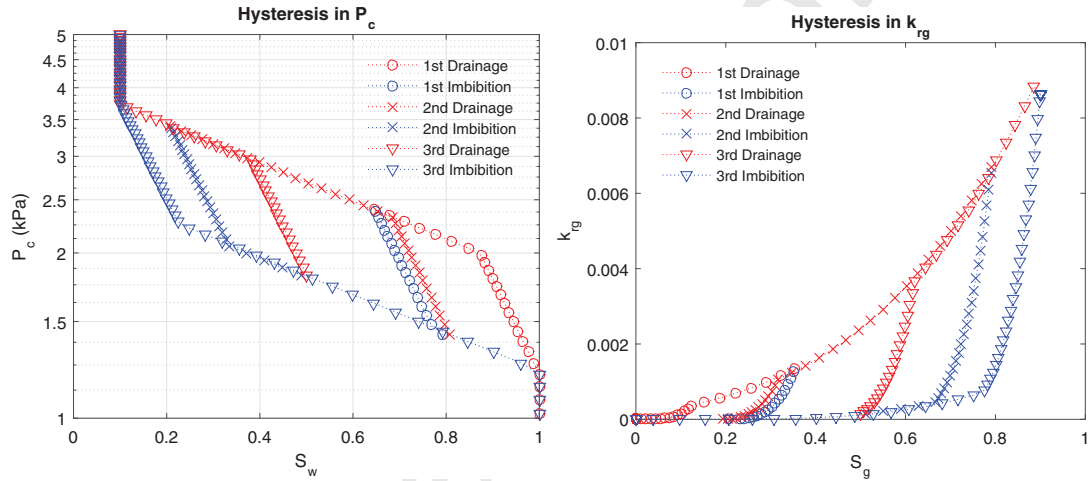 Hysteresis in P_c
5
4.5
4
3.5
3
2.5
2
1.5
1
P_c (kPa)
1st Drainage
1st Imbibition
2nd Drainage
2nd Imbibition
3rd Drainage
3rd Imbibition
0 0.2 0.4 0.6 0.8 1
S_w
Hysteresis in k_rg
0.01
0.008
0.006
0.004
0.002
0
k_rg
1st Drainage
1st Imbibition
2nd Drainage
2nd Imbibition
3rd Drainage
3rd Imbibition
0 0.2 0.4 0.6 0.8 1
S_g